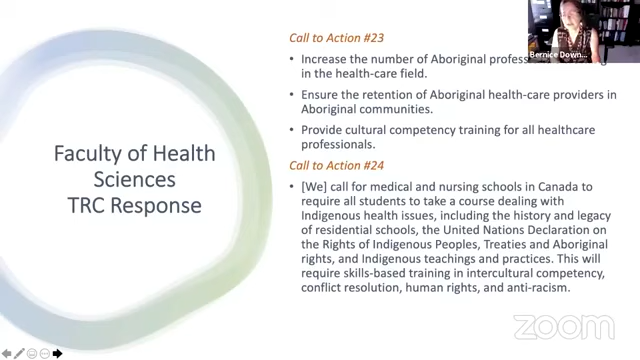 Call to Action #23
Bernice Down...
• Increase the number of Aboriginal
in the health-care field.
• Ensure the retention of Aboriginal health-care providers in
Aboriginal communities.
• Provide cultural competency training for all healthcare
professionals.
Call to Action #24
• [We] call for medical and nursing schools in Canada to
require all students to take a course dealing with
Indigenous health issues, including the history and legacy
of residential schools, the United Nations Declaration on
the Rights of Indigenous Peoples, Treaties and Aboriginal
rights, and Indigenous teachings and practices. This will
require skills-based training in intercultural competency,
conflict resolution, human rights, and anti-racism.
Faculty of Health
Sciences
TRC Response
zoom